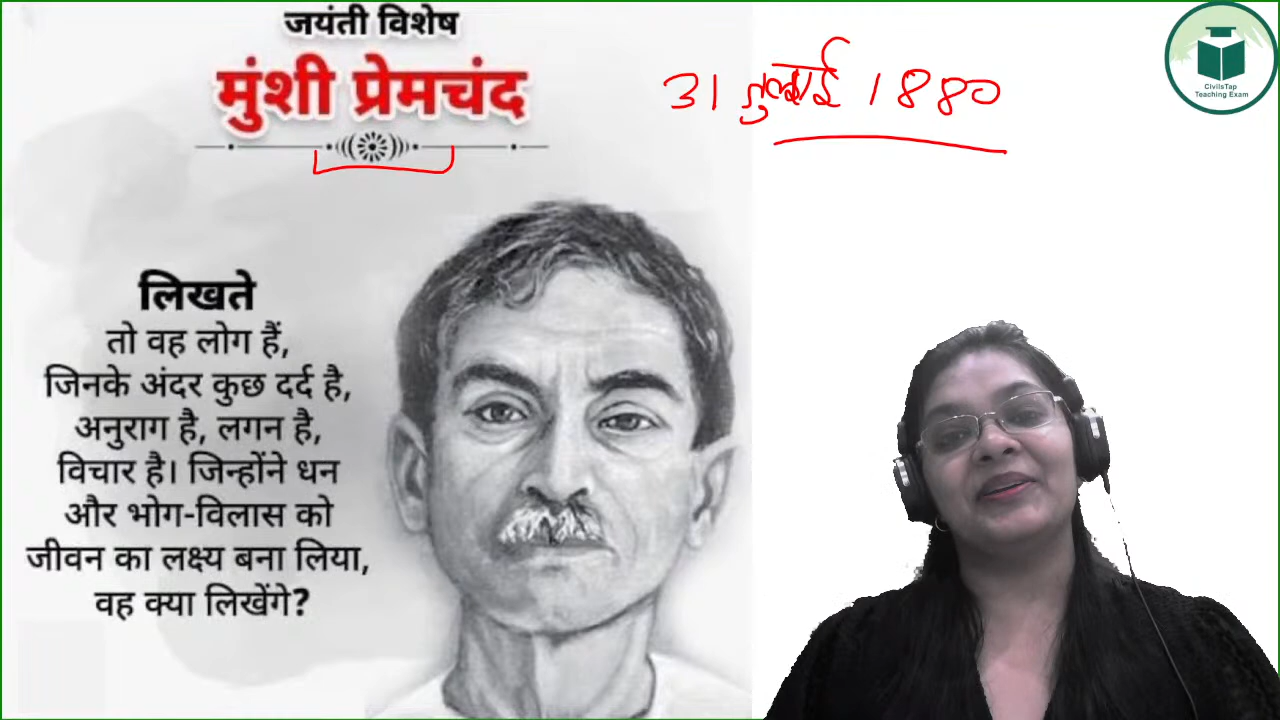 जयंती विशेष
मुंशी प्रेमचंद
31 जुलाई 1880
CivilsTap
Teaching Exam
लिखते
तो वह लोग हैं,
जिनके अंदर कुछ दर्द है,
अनुराग है, लगन है,
विचार है। जिन्होंने धन
और भोग-विलास को
जीवन का लक्ष्य बना लिया,
वह क्या लिखेंगे?